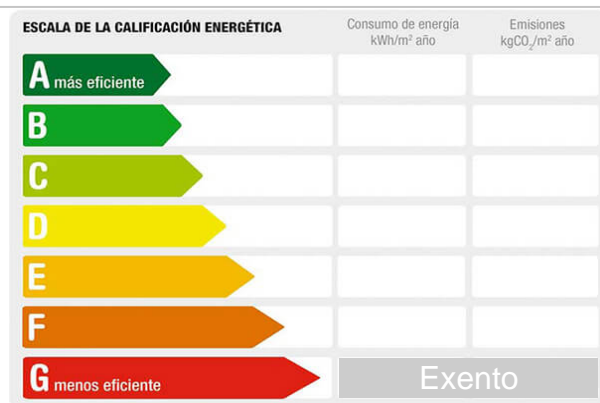 ESCALA DE LA CALIFICACIÓN ENERGÉTICA
Consumo de energía
kWh/m² año
Emisiones
kgCO₂/m² año
A más eficiente
B
C
D
E
F
G menos eficiente
Exento